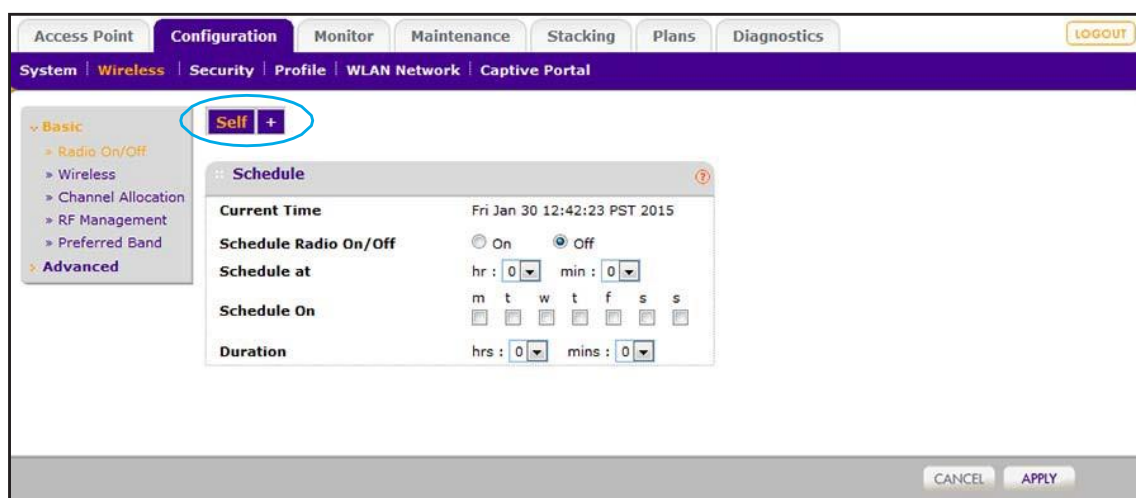 Access Point Configuration Monitor Maintenance Stacking Plans Diagnostics LOGOUT
System Wireless Security Profile WLAN Network Captive Portal
Basic
» Radio On/Off
» Wireless
» Channel Allocation
» RF Management
» Preferred Band
Advanced
Self +
Schedule ?
Current Time Fri Jan 30 12:42:23 PST 2015
Schedule Radio On/Off On Off
Schedule at hr : 0 min : 0
Schedule On m t w t f s s
Duration hrs : 0 mins : 0
CANCEL APPLY